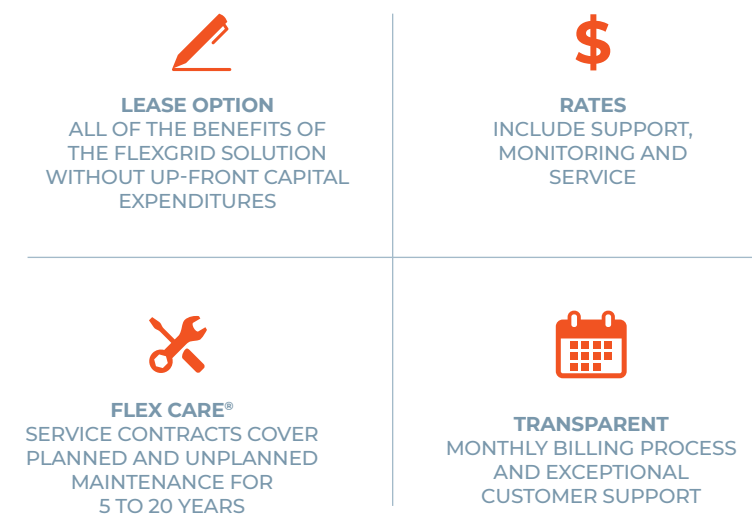 LEASE OPTION
ALL OF THE BENEFITS OF
THE FLEXGRID SOLUTION
WITHOUT UP-FRONT CAPITAL
EXPENDITURES
$
RATES
INCLUDE SUPPORT,
MONITORING AND
SERVICE
FLEX CARE®
SERVICE CONTRACTS COVER
PLANNED AND UNPLANNED
MAINTENANCE FOR
5 TO 20 YEARS
TRANSPARENT
MONTHLY BILLING PROCESS
AND EXCEPTIONAL
CUSTOMER SUPPORT